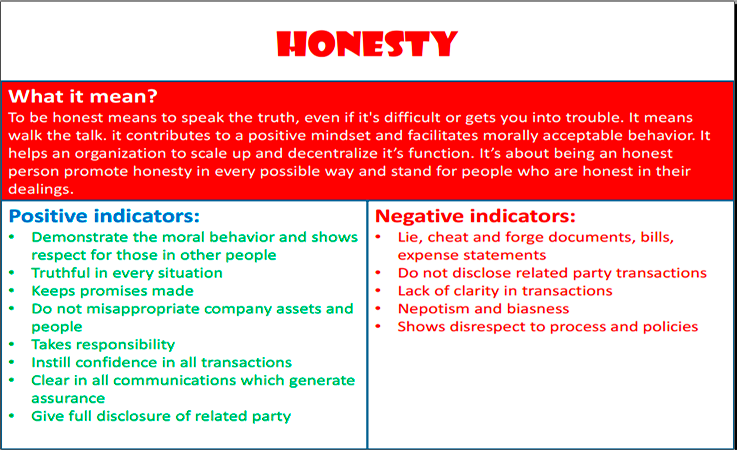 HONESTY
What it mean?
To be honest means to speak the truth, even if it's difficult or gets you into trouble. It means
walk the talk. it contributes to a positive mindset and facilitates morally acceptable behavior. It
helps an organization to scale up and decentralize it's function. It's about being an honest
person promote honesty in every possible way and stand for people who are honest in their
dealings.
Positive indicators:
• Demonstrate the moral behavior and shows
respect for those in other people
• Truthful in every situation
• Keeps promises made
• Do not misappropriate company assets and
people
• Takes responsibility
• Instill confidence in all transactions
• Clear in all communications which generate
assurance
• Give full disclosure of related party
Negative indicators:
• Lie, cheat and forge documents, bills,
expense statements
• Do not disclose related party transactions
• Lack of clarity in transactions
• Nepotism and biasness
• Shows disrespect to process and policies